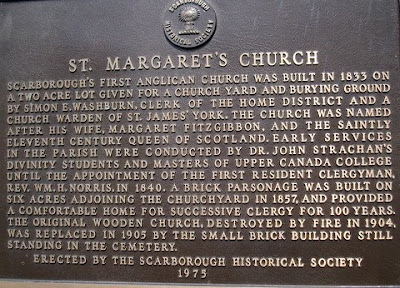 SCARBOROUGH
HISTORICAL SOCIETY
ST. MARGARET'S CHURCH
SCARBOROUGH'S FIRST ANGLICAN CHURCH WAS BUILT IN 1833 ON
A TWO ACRE LOT GIVEN FOR A CHURCH YARD AND BURYING GROUND
BY SIMON E. WASHBURN, CLERK OF THE HOME DISTRICT AND A
CHURCH WARDEN OF ST. JAMES' YORK. THE CHURCH WAS NAMED
AFTER HIS WIFE, MARGARET FITZGIBBON, AND THE SAINTLY
ELEVENTH CENTURY QUEEN OF SCOTLAND. EARLY SERVICES
IN THE PARISH WERE CONDUCTED BY DR. JOHN STRACHAN'S
DIVINITY STUDENTS AND MASTERS OF UPPER CANADA COLLEGE
UNTIL THE APPOINTMENT OF THE FIRST RESIDENT CLERGYMAN,
REV. WM. H. NORRIS, IN 1840. A BRICK PARSONAGE WAS BUILT ON
SIX ACRES ADJOINING THE CHURCHYARD IN 1857, AND PROVIDED
A COMFORTABLE HOME FOR SUCCESSIVE CLERGY FOR 100 YEARS.
THE ORIGINAL WOODEN CHURCH, DESTROYED BY FIRE IN 1904,
WAS REPLACED IN 1905 BY THE SMALL BRICK BUILDING STILL
STANDING IN THE CEMETERY.
ERECTED BY THE SCARBOROUGH HISTORICAL SOCIETY
1975